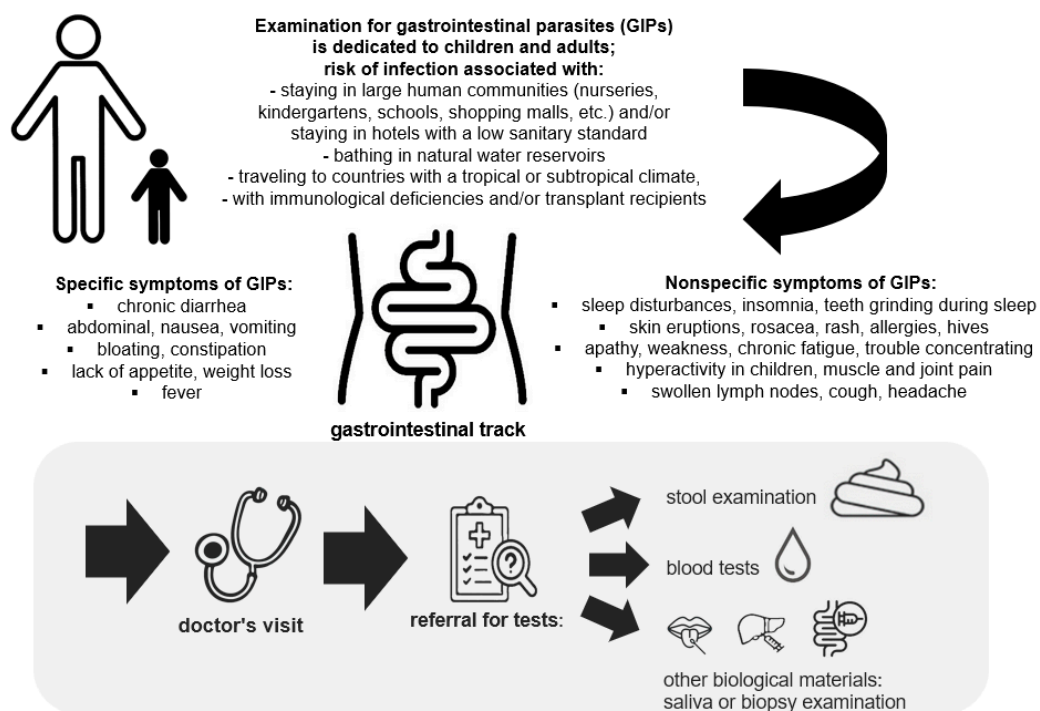 Examination for gastrointestinal parasites (GIPs)
is dedicated to children and adults;
risk of infection associated with:
- staying in large human communities (nurseries,
kindergartens, schools, shopping malls, etc.) and/or
staying in hotels with a low sanitary standard
- bathing in natural water reservoirs
- traveling to countries with a tropical or subtropical climate,
- with immunological deficiencies and/or transplant recipients
Specific symptoms of GIPs:
▪ chronic diarrhea
▪ abdominal, nausea, vomiting
▪ bloating, constipation
▪ lack of appetite, weight loss
▪ fever
gastrointestinal track
Nonspecific symptoms of GIPs:
▪ sleep disturbances, insomnia, teeth grinding during sleep
▪ skin eruptions, rosacea, rash, allergies, hives
▪ apathy, weakness, chronic fatigue, trouble concentrating
▪ hyperactivity in children, muscle and joint pain
▪ swollen lymph nodes, cough, headache
doctor's visit
?
referral for tests:
stool examination
blood tests
other biological materials:
saliva or biopsy examination